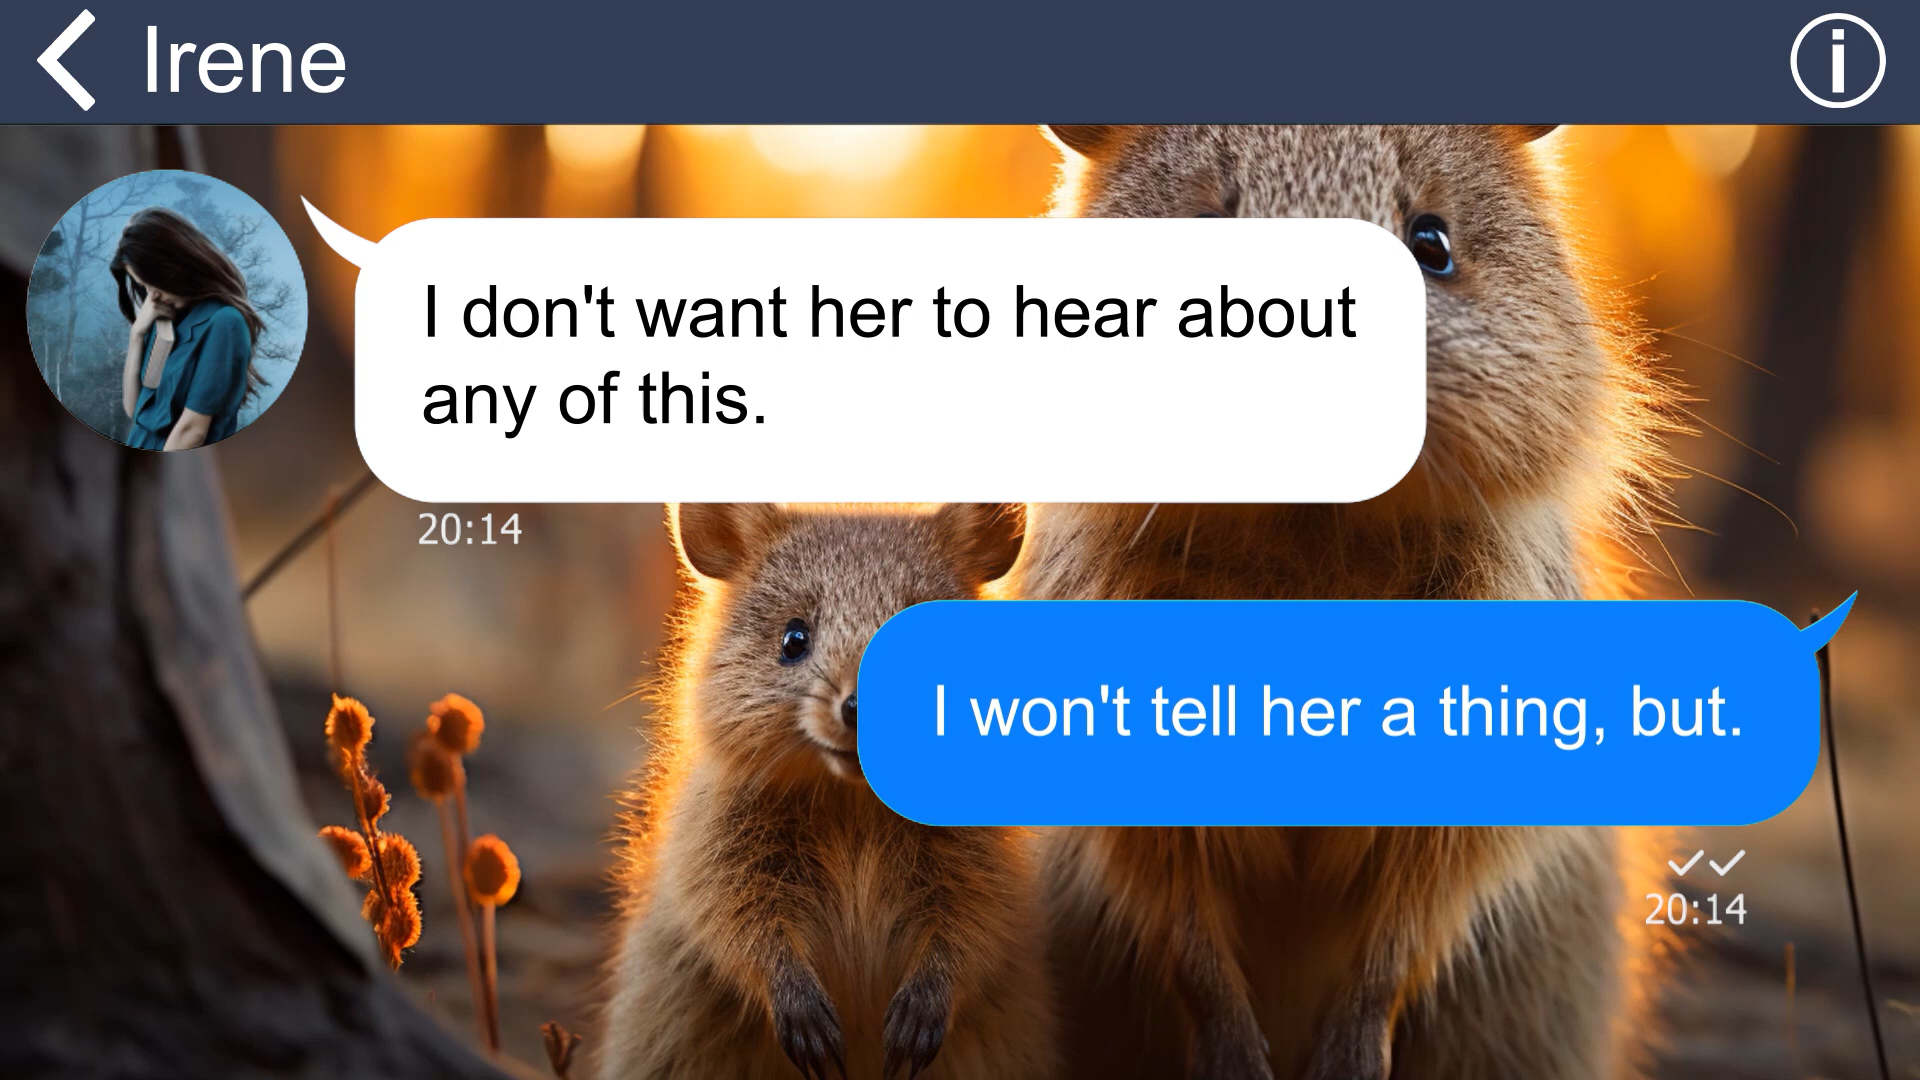 Irene
I don't want her to hear about
any of this.
20:14
I won't tell her a thing, but.
20:14